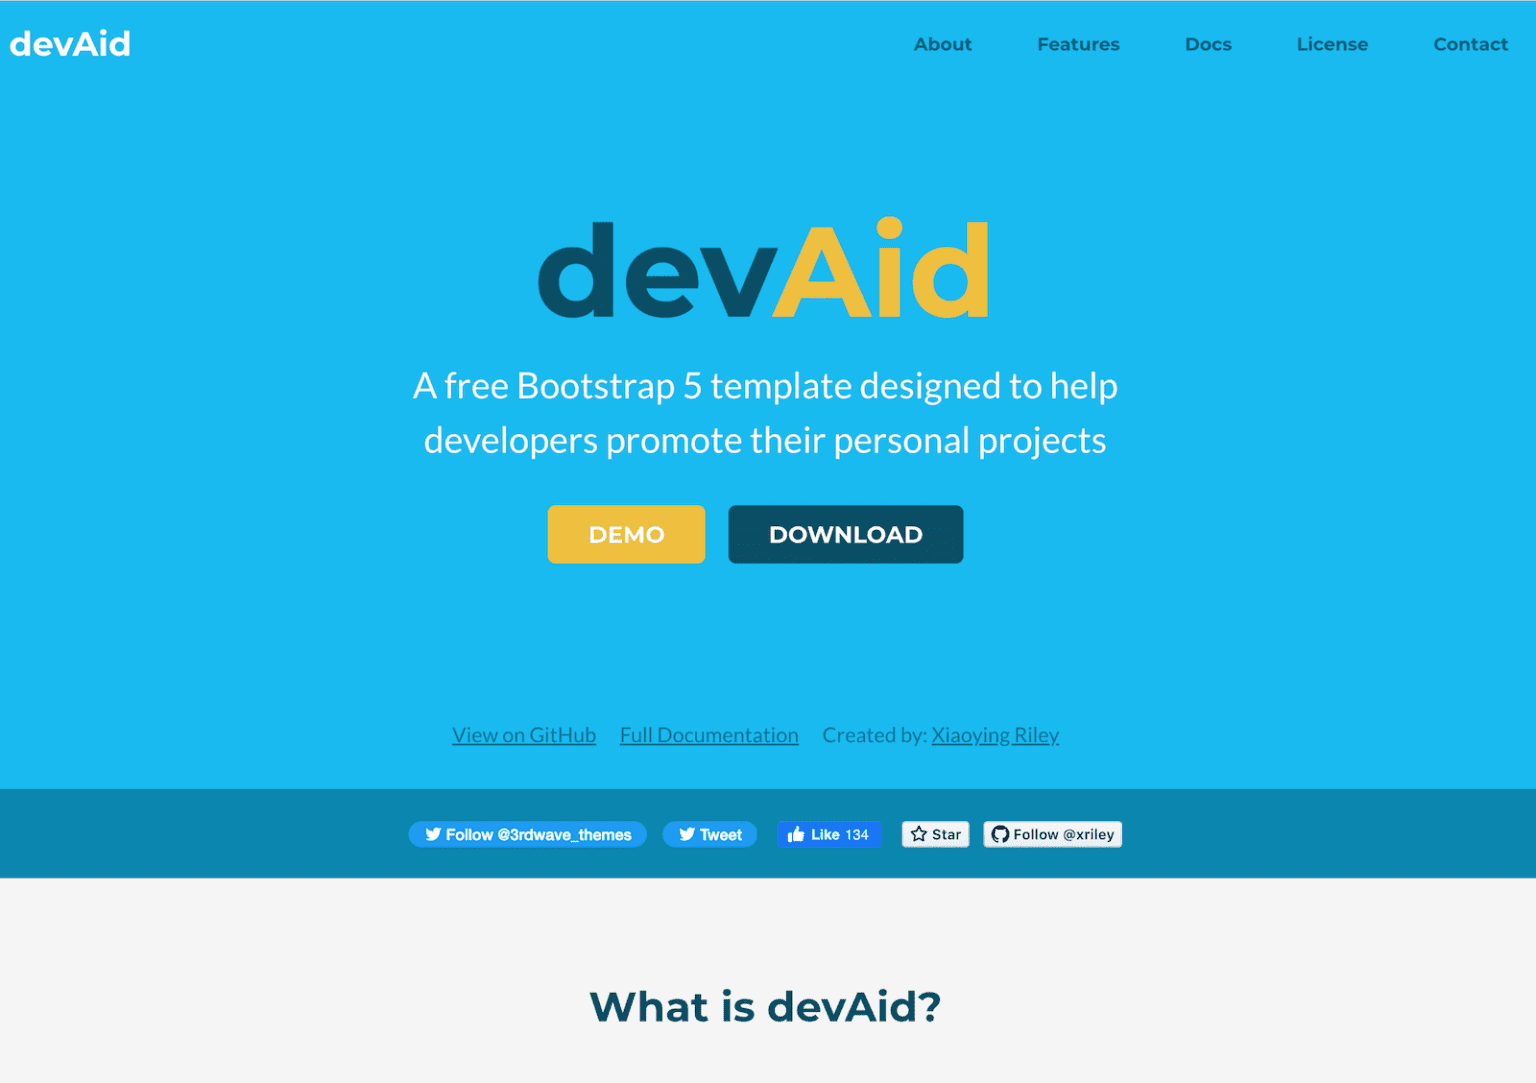 devAid
About Features Docs License Contact
devAid
A free Bootstrap 5 template designed to help
developers promote their personal projects
DEMO DOWNLOAD
View on GitHub Full Documentation Created by: Xiaoying Riley
Follow @3rdwave_themes Tweet Like 134 Star Follow @xriley
What is devAid?